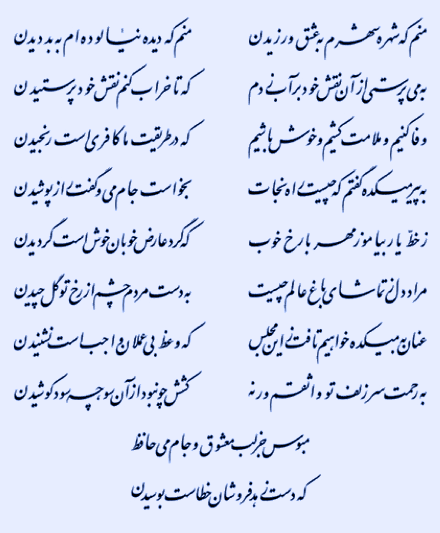 منم که شهره شهرم به عشق ورزیدن منم که دیده نیالوده ام به بد دیدن
به می پرستی از آن نقش خود بر آب زدم که تا خراب کنم نقش خود پرستیدن
وفا کنیم و ملامت کشیم و خوش باشیم که در طریقت ما کافری است رنجیدن
به پیر میکده گفتم که چیست راه نجات بخواست جام می و گفت راز پوشیدن
ز خط یار بیاموز مهر با رخ خوب که گرد عارض خوبان خوش است گردیدن
مراد دل ز تماشای باغ عالم چیست به دست مردم چشم از رخ تو گل چیدن
عنان به میکده خواهیم تافت زین مجلس که وعظ بی عملان واجب است نشنیدن
به رحمت سر زلف تو واثقم ور نه کشش چو نبود از آن سو چه سود کوشیدن
مبوس جز لب معشوق و جام می حافظ
که دست زهد فروشان خطاست بوسیدن